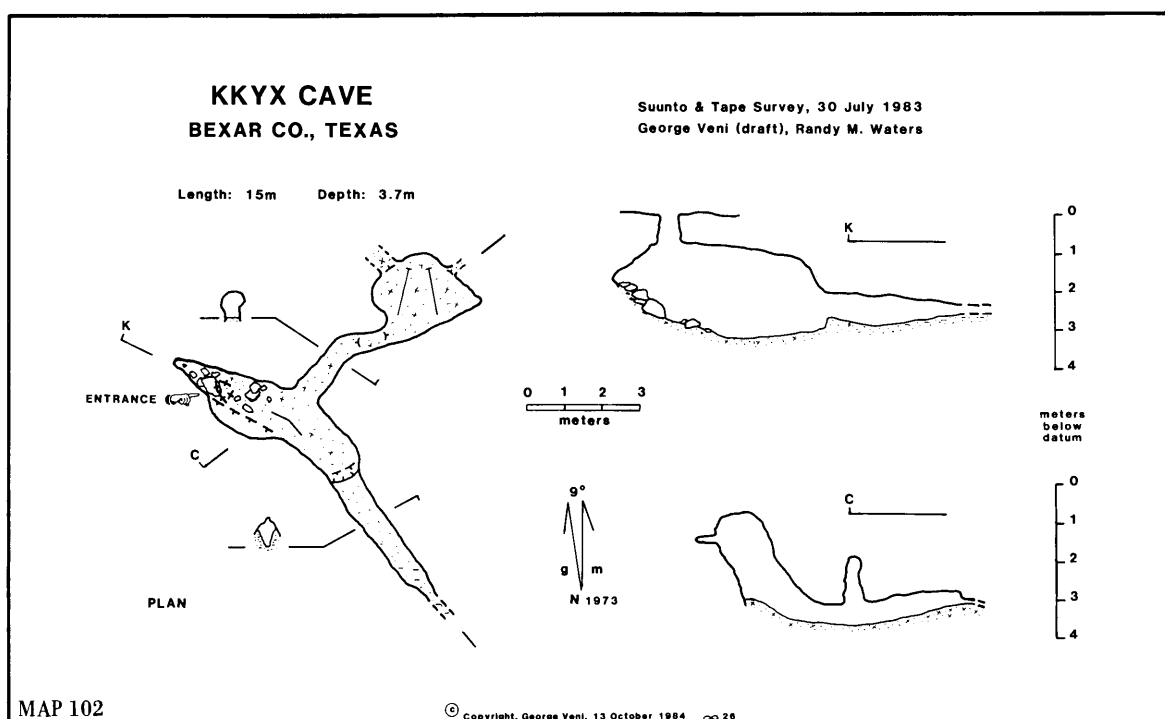 KKYX CAVE
BEXAR CO., TEXAS
Suunto & Tape Survey, 30 July 1983
George Veni (draft), Randy M. Waters
Length: 15m Depth: 3.7m
K
ENTRANCE
C
PLAN
K
0
1
2
3
4
0 1 2 3
meters
meters
below
datum
9°
g m
N 1973
C
0
1
2
3
4
MAP 102
© Copyright, George Veni, 13 October 1984 26